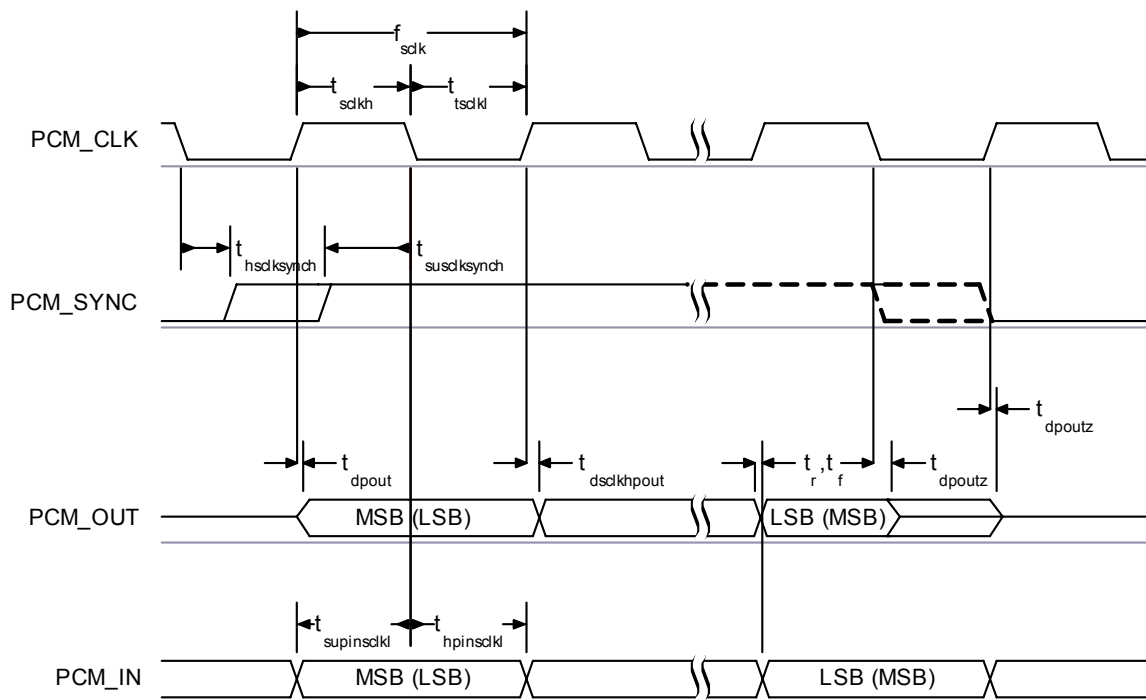 f sclk
t sclkh
tsclkl
PCM_CLK
t hsclksynch
t susclksynch
PCM_SYNC
t dpoutz
t dpout
t dsclkhpout
t r ,t f
t dpoutz
PCM_OUT
MSB (LSB)
LSB (MSB)
t supinsclkl
t hpinsclkl
PCM_IN
MSB (LSB)
LSB (MSB)